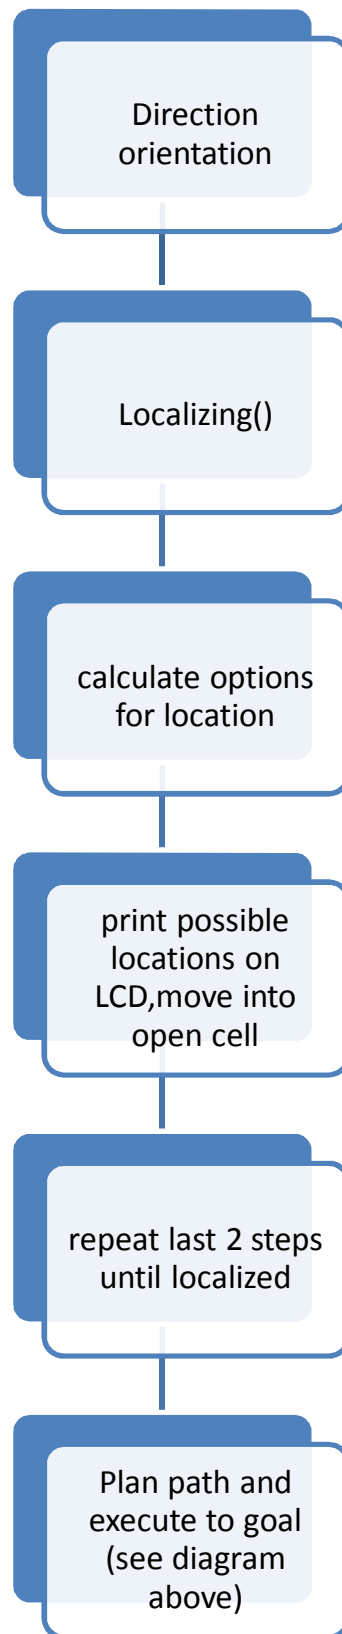 Direction
orientation
Localizing()
calculate options
for location
print possible
locations on
LCD,move into
open cell
repeat last 2 steps
until localized
Plan path and
execute to goal
(see diagram
above)